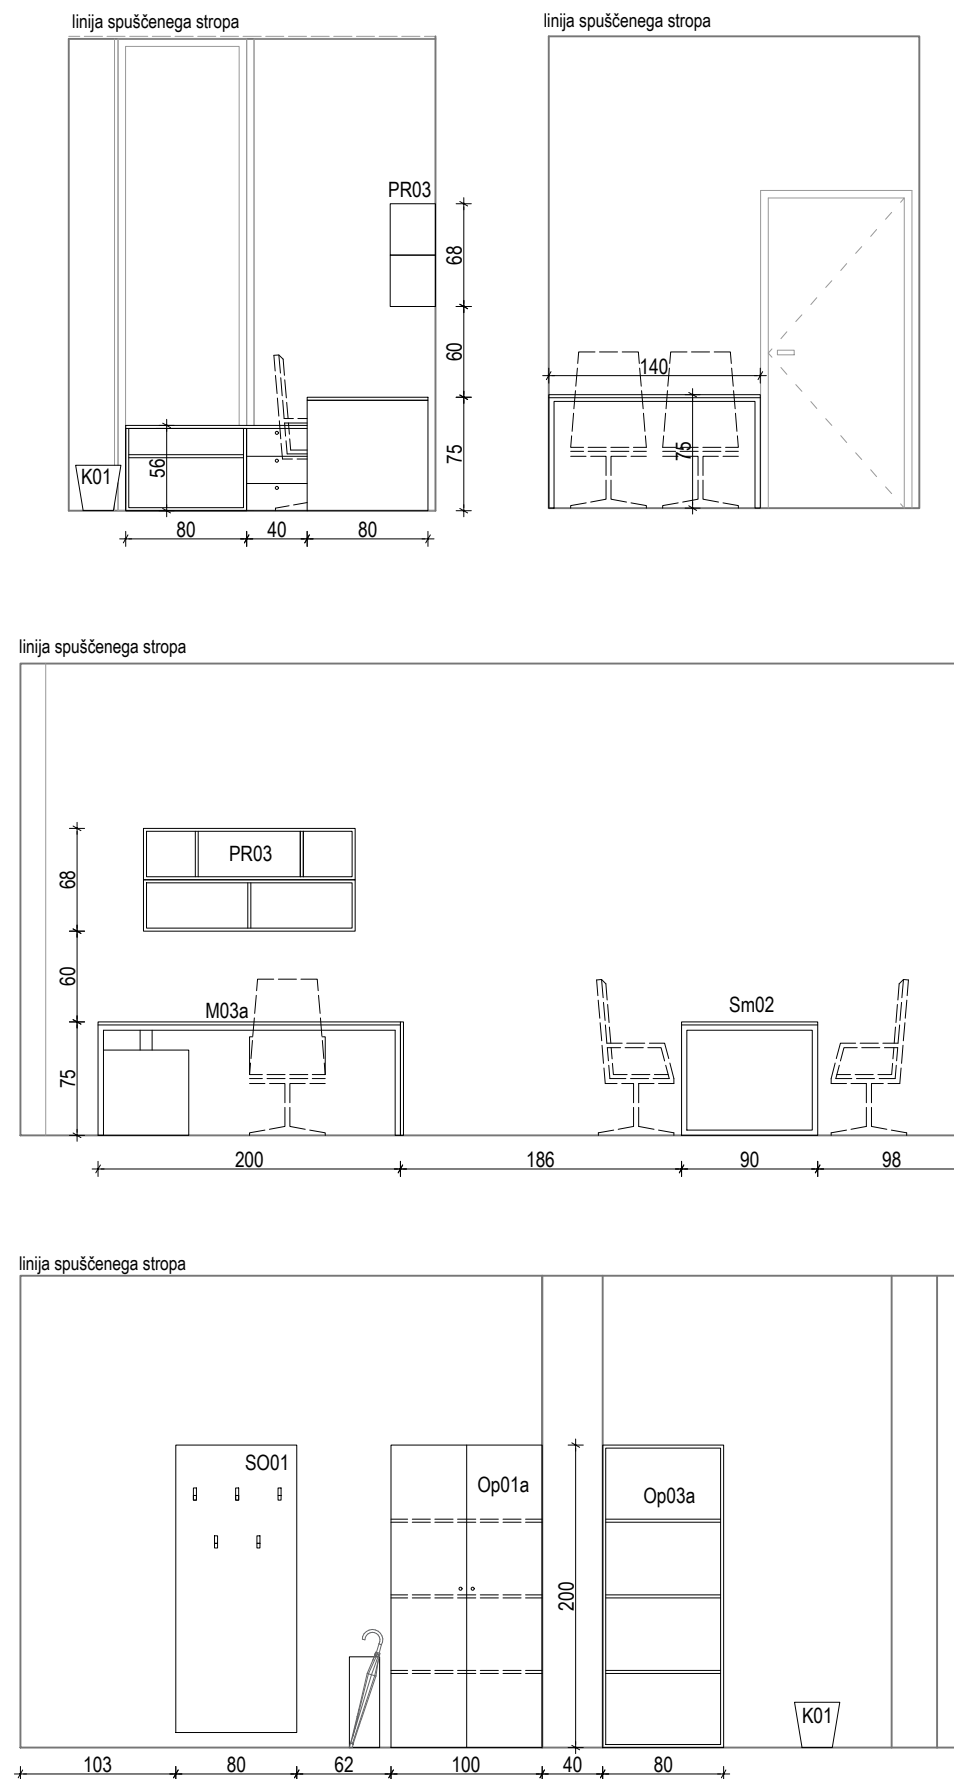 linija spuščenega stropa
linija spuščenega stropa
PR03
68
60
75
140
75
K01
56
80
40
80
linija spuščenega stropa
PR03
68
60
M03a
Sm02
75
200
186
90
98
linija spuščenega stropa
SO01
Op01a
Op03a
200
K01
103
80
62
100
40
80